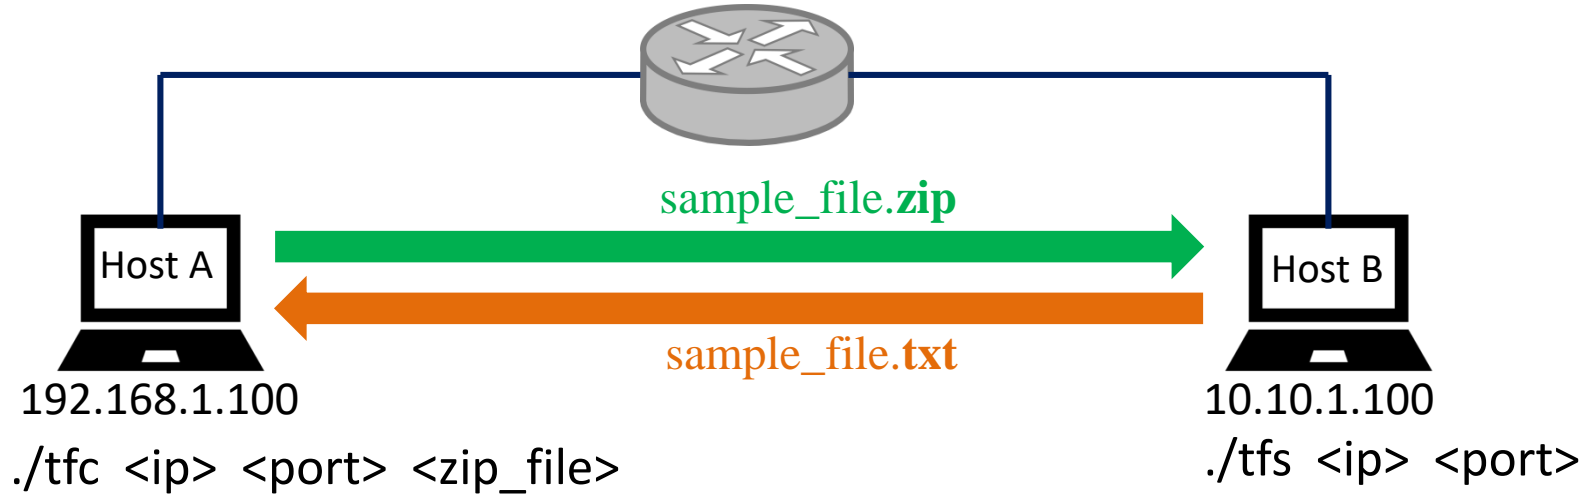 sample_file.zip
Host A
Host B
sample_file.txt
192.168.1.100
10.10.1.100
./tfc <ip> <port> <zip_file>
./tfs <ip> <port>